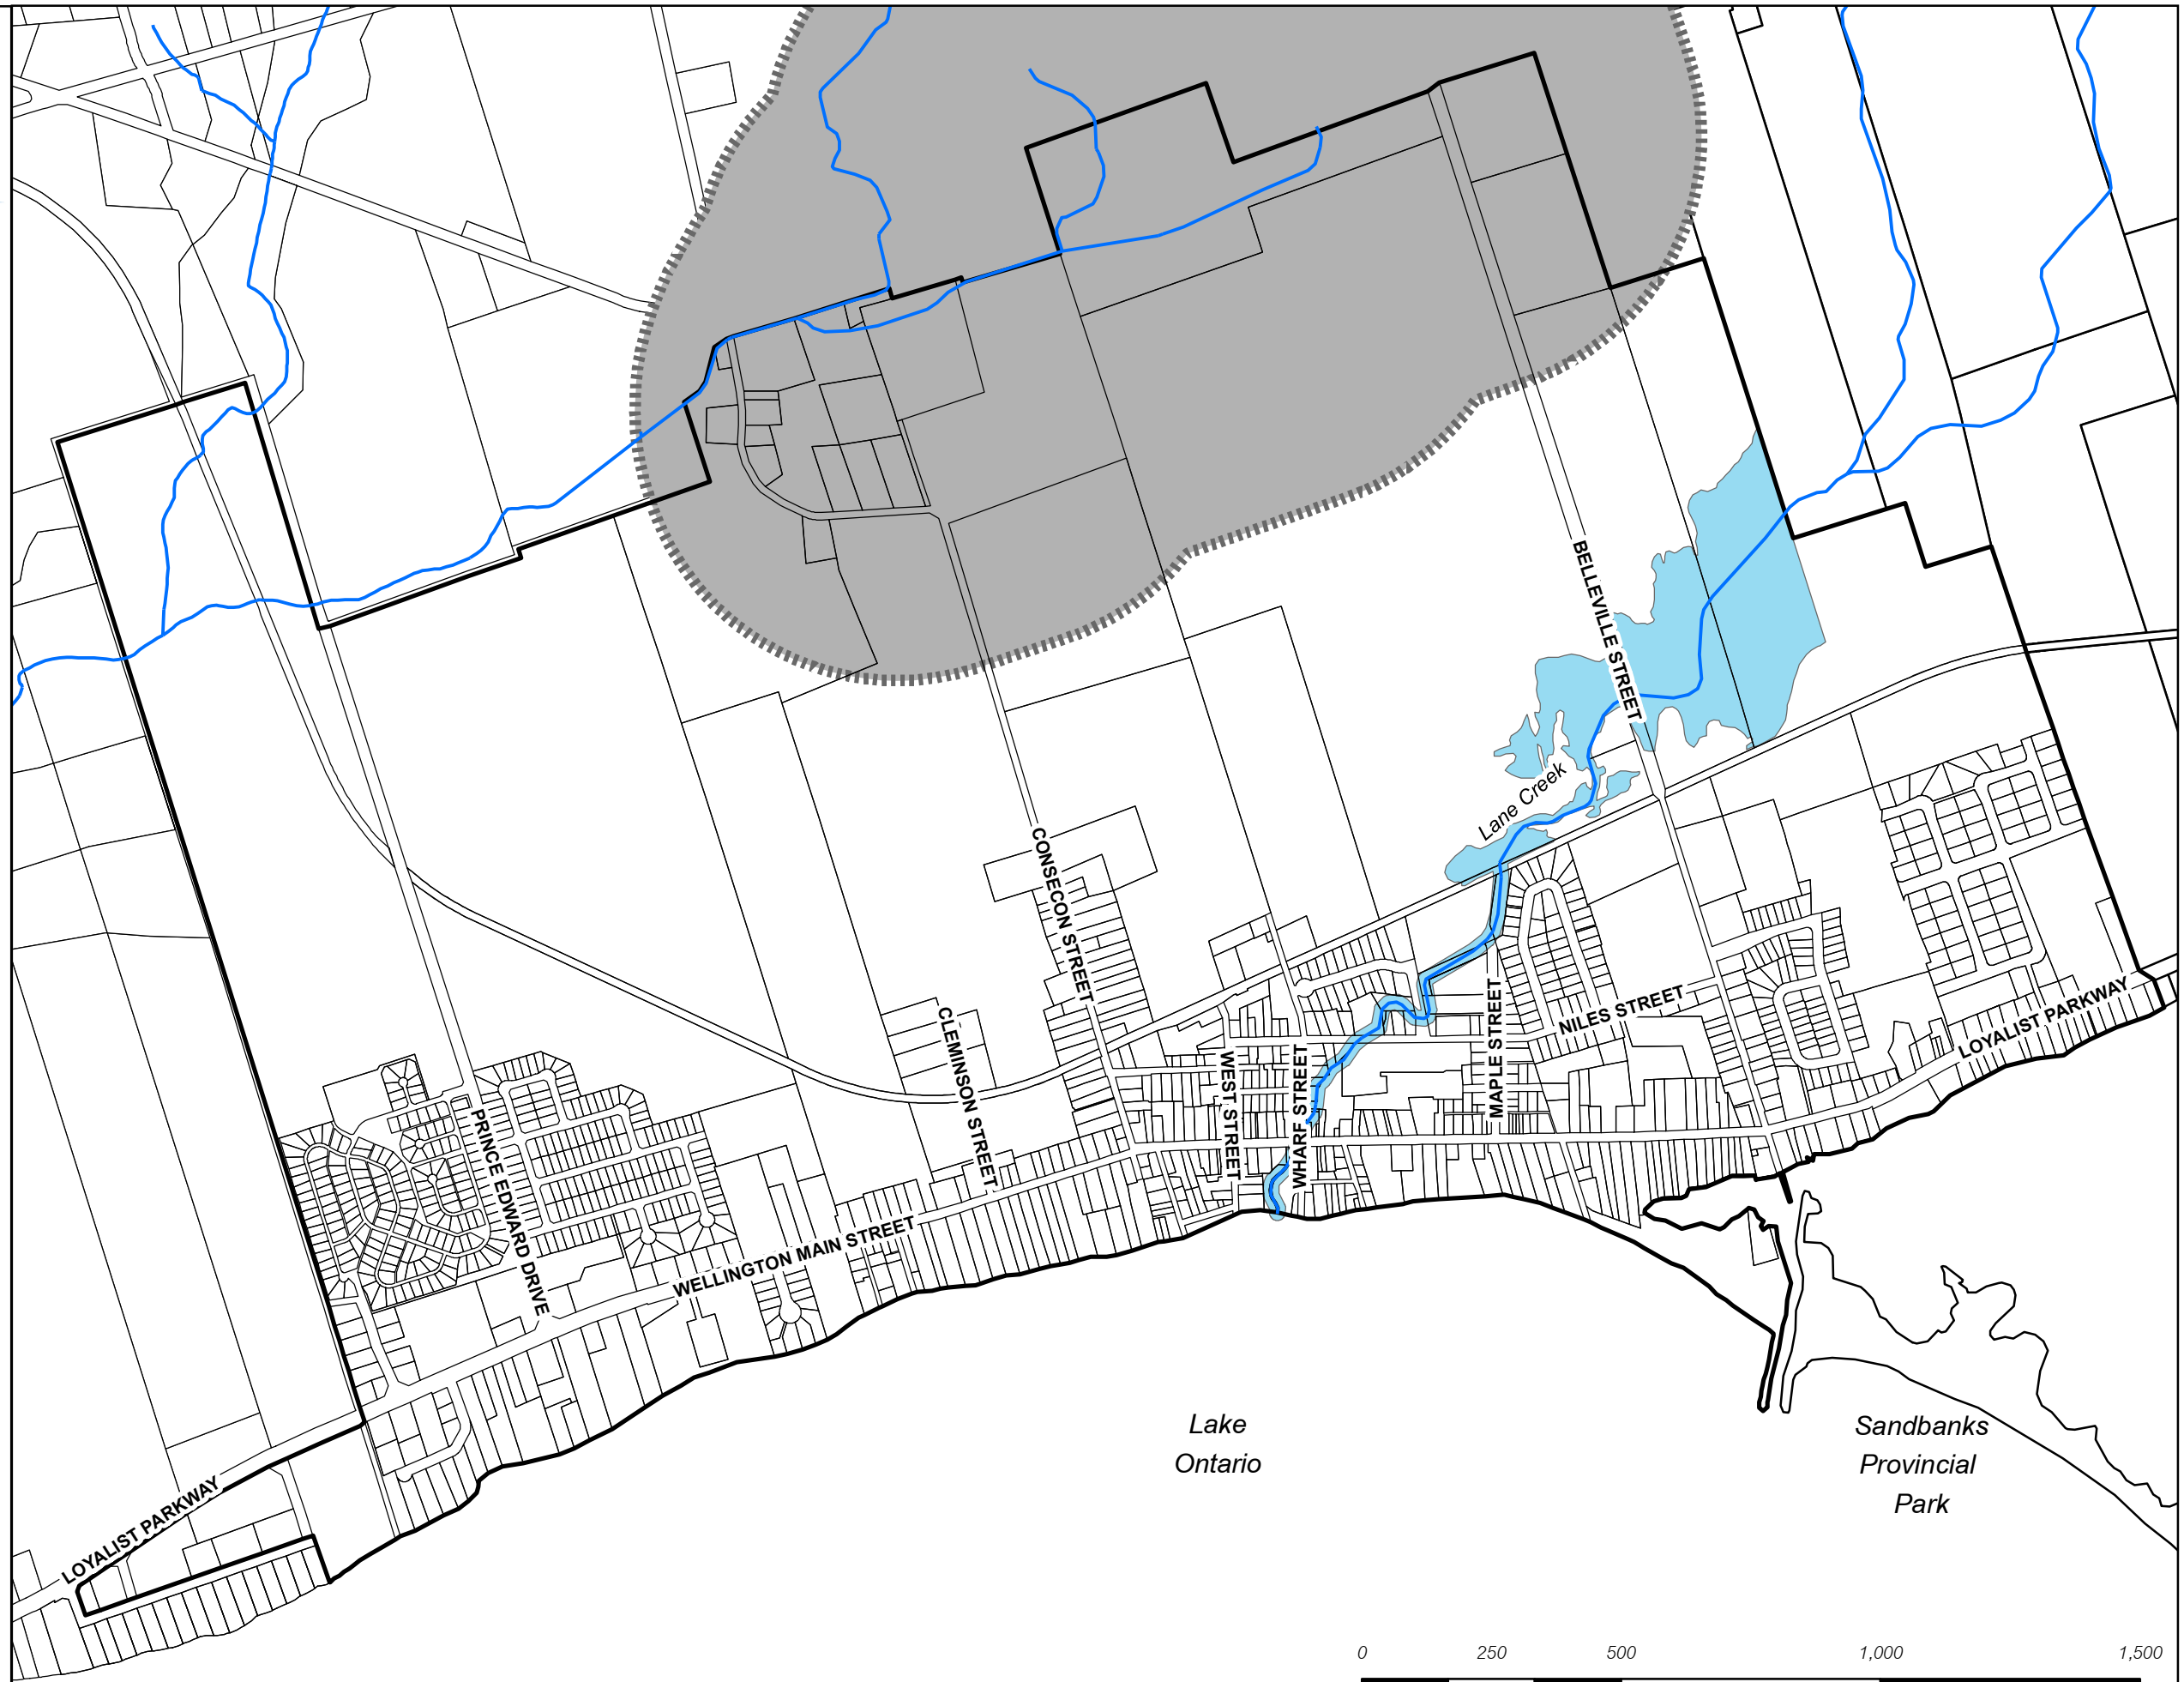 BELLEVILLE STREET
Lane Creek
CONSECON STREET
CLEMINSON STREET
MAPLE STREET
NILES STREET
LOYALIST PARKWAY
WEST STREET
WHARF STREET
PRINCE EDWARD DRIVE
WELLINGTON MAIN STREET
Lake
Ontario
Sandbanks
Provincial
Park
LOYALIST PARKWAY
0 250 500 1,000 1,500